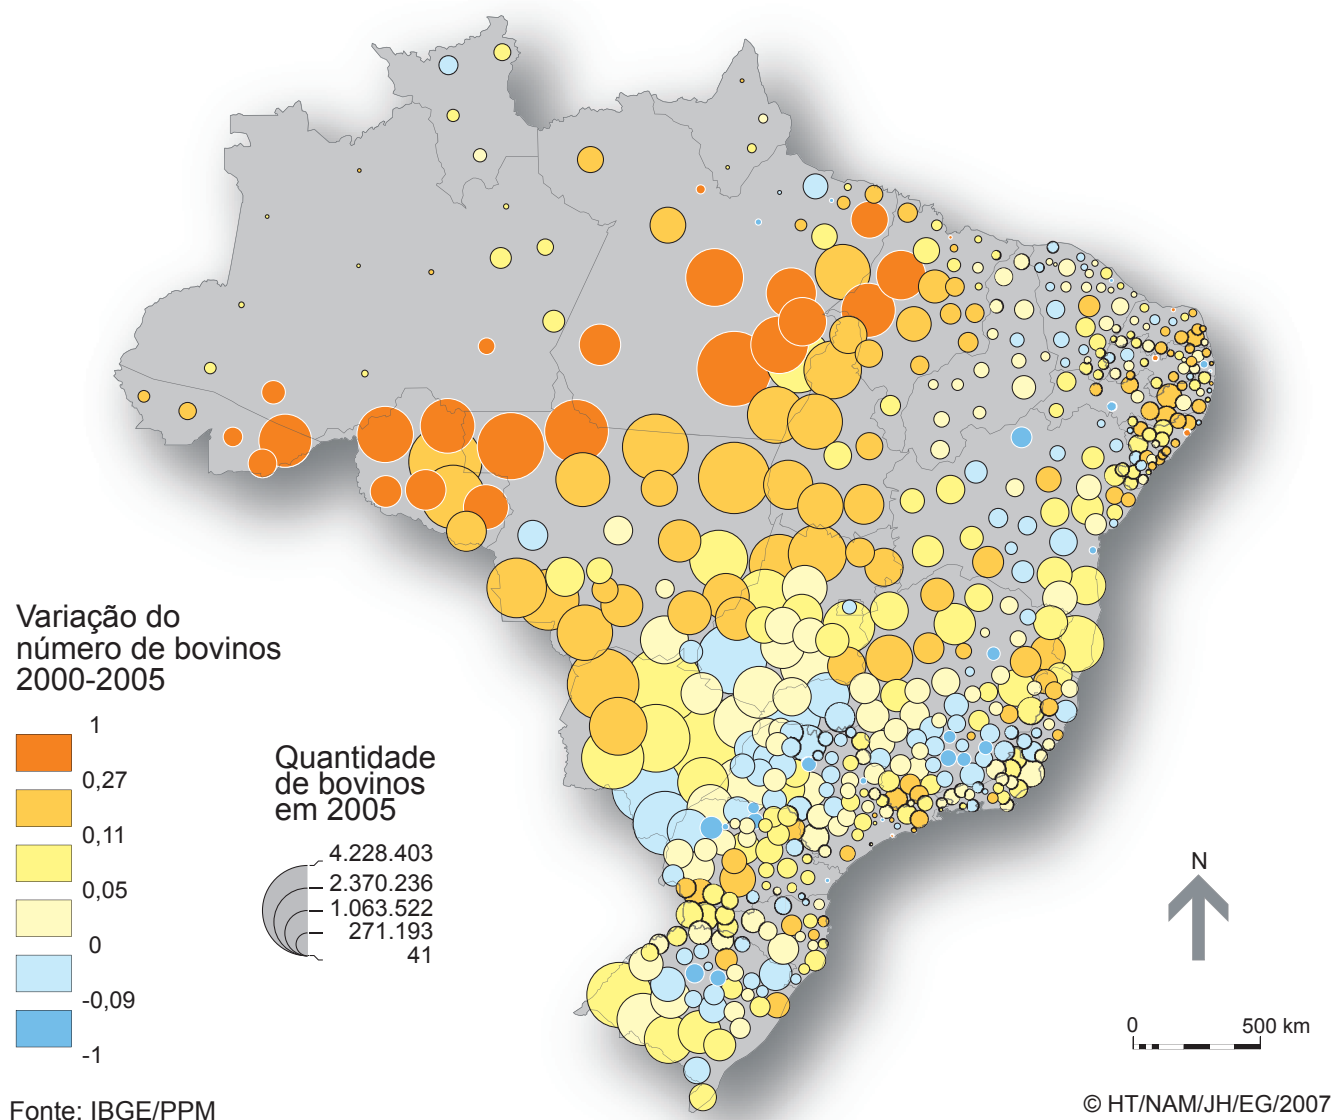 Variação do
número de bovinos
2000-2005
1
0,27
0,11
0,05
0
-0,09
-1
Quantidade
de bovinos
em 2005
4.228.403
2.370.236
1.063.522
271.193
41
N
0 500 km
Fonte: IBGE/PPM
© HT/NAM/JH/EG/2007